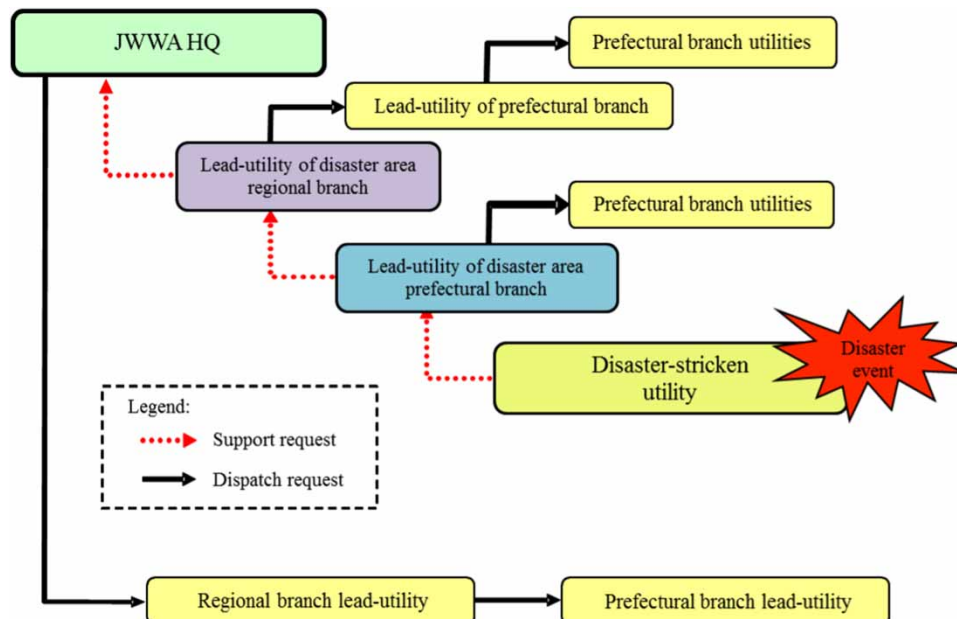 JWWA HQ
Prefectural branch utilities
Lead-utility of prefectural branch
Lead-utility of disaster area
regional branch
Prefectural branch utilities
Lead-utility of disaster area
prefectural branch
Disaster-stricken
utility
Disaster
event
Legend:
Support request
Dispatch request
Regional branch lead-utility
Prefectural branch lead-utility